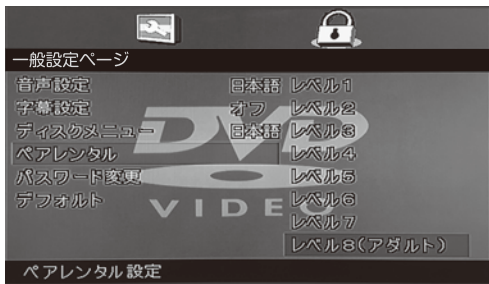 一般設定ページ
音声設定 日本語 レベル1
字幕設定 オフ レベル2
ディスクメニュー 日本語 レベル3
ペアレンタル レベル4
パスワード変更 レベル5
デフォルト レベル6
レベル7
レベル8(アダルト)
DVD
VIDEO
ペアレンタル設定